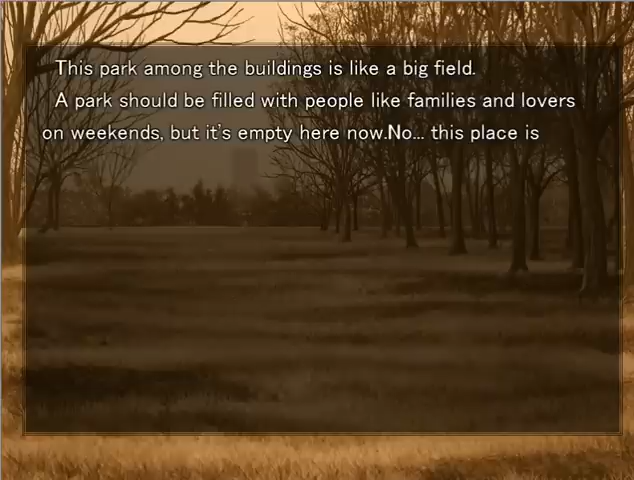 This park among the buildings is like a big field.
A park should be filled with people like families and lovers
on weekends, but it's empty here now.No... this place is